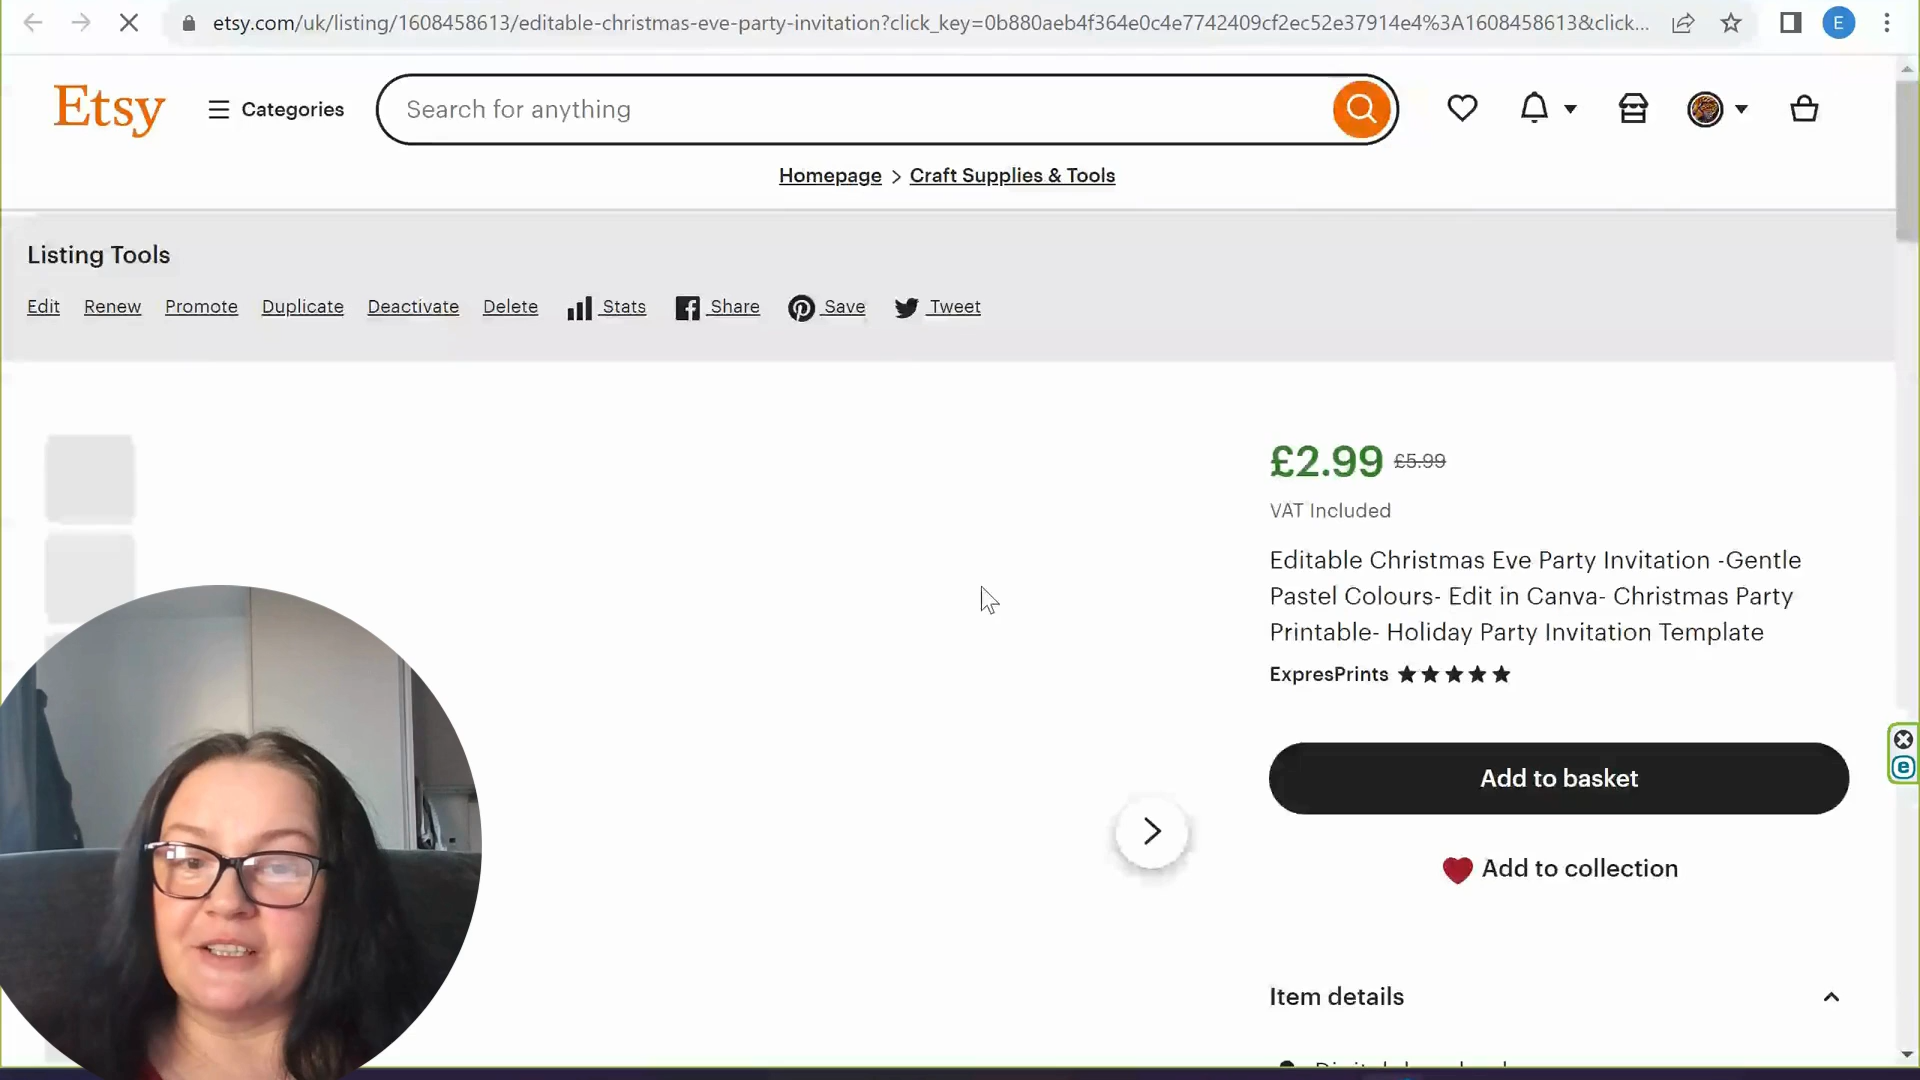 etsy.com/uk/listing/1608458613/editable-christmas-eve-party-invitation?click_key=0b880aeb4f364e0c4e7742409cf2ec52e37914e4%3A1608458613&click...
E
Etsy
Categories
Search for anything
Homepage > Craft Supplies & Tools
Listing Tools
Edit Renew Promote Duplicate Deactivate Delete Stats Share Save Tweet
£2.99 £5.99
VAT Included
Editable Christmas Eve Party Invitation -Gentle
Pastel Colours- Edit in Canva- Christmas Party
Printable- Holiday Party Invitation Template
ExpresPrints
Add to basket
Add to collection
Item details